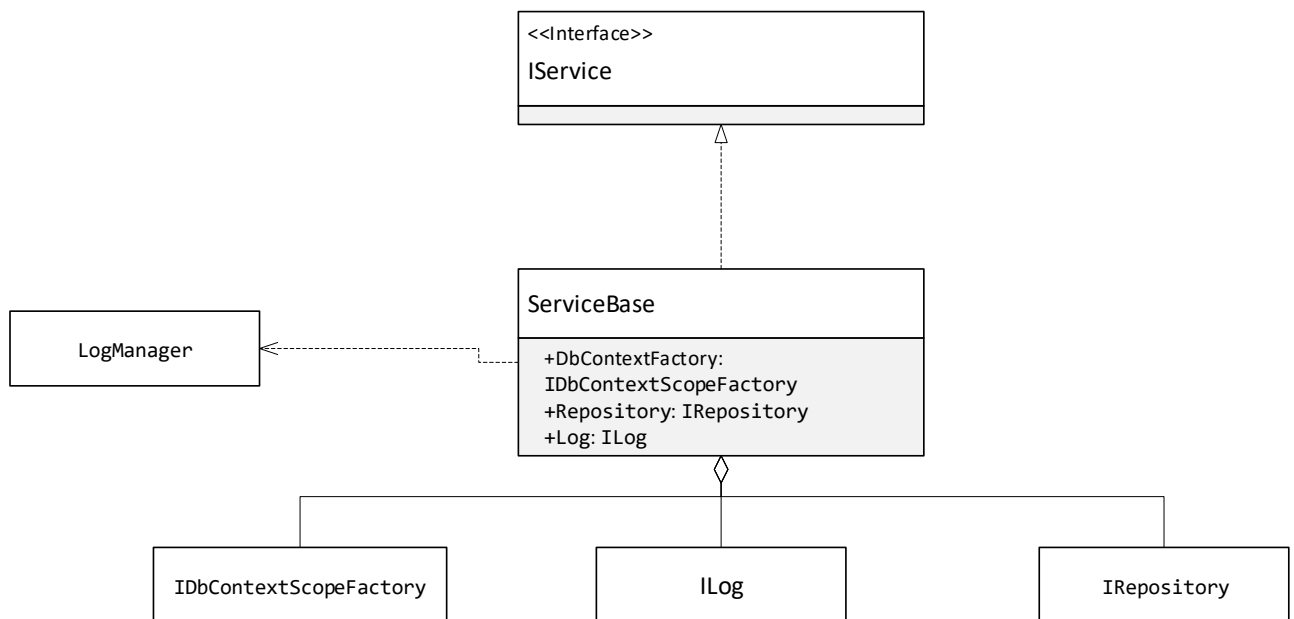 <<Interface>>
IService
ServiceBase
LogManager
+DbContextFactory:
IDbContextScopeFactory
+Repository: IRepository
+Log: ILog
IDbContextScopeFactory
ILog
IRepository